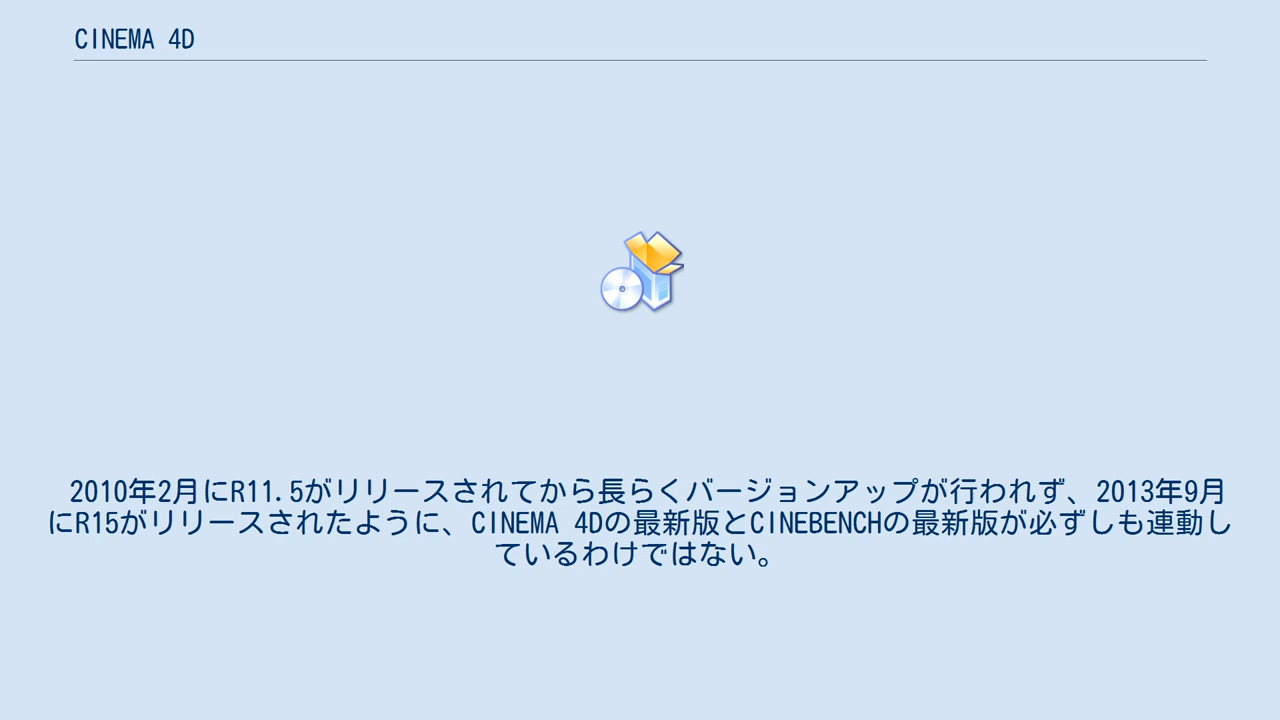 CINEMA 4D
2010年2月にR11.5がリリースされてから長らくバージョンアップが行われず、2013年9月
にR15がリリースされたように、CINEMA 4Dの最新版とCINEBENCHの最新版が必ずしも連動し
ているわけではない。